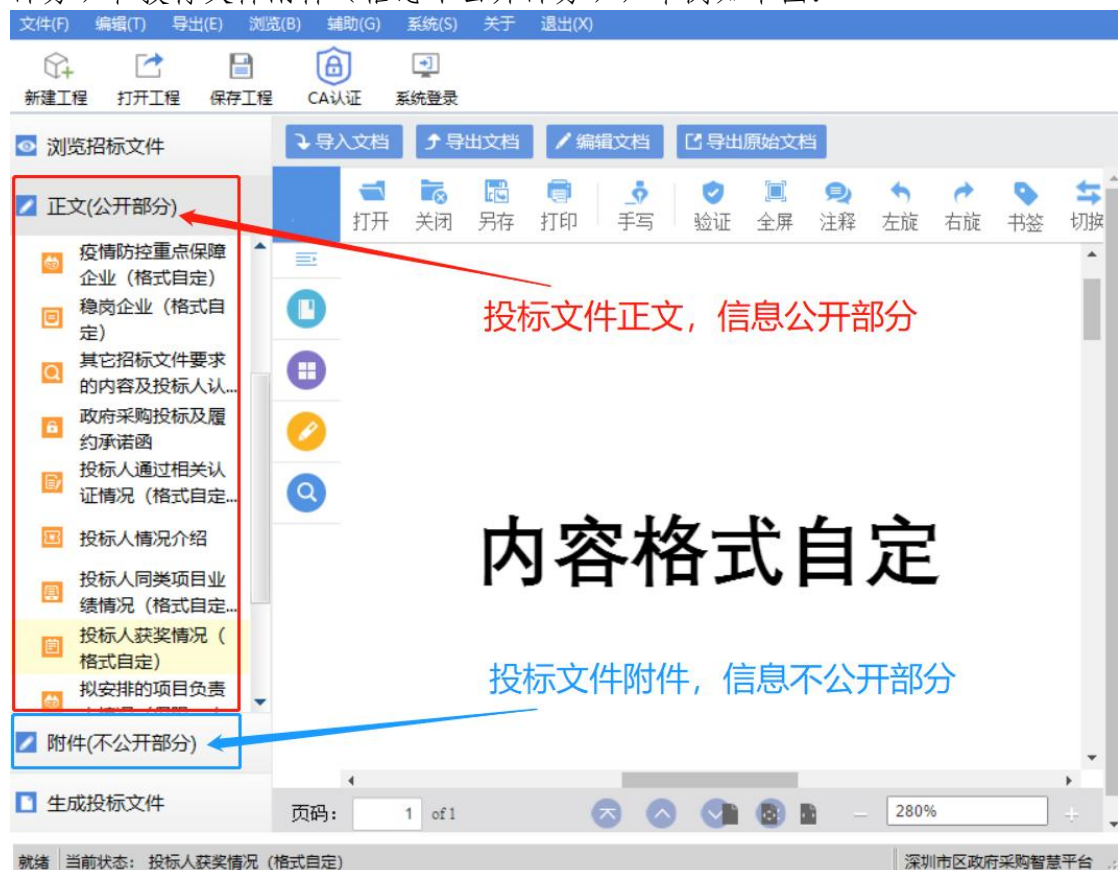 文件(F) 编辑(T) 导出(E) 浏览(B) 辅助(G) 系统(S) 关于 退出(X)
新建工程 打开工程 保存工程 CA认证 系统登录
浏览招标文件
导入文档 导出文档 编辑文档 导出原始文档
正文(公开部分)
打开 关闭 另存 打印 手写 验证 全屏 注释 左旋 右旋 书签 切换
疫情防控重点保障
企业（格式自定）
稳岗企业（格式自
定）
其它招标文件要求
的内容及投标人认...
政府采购投标及履
约承诺函
投标人通过相关认
证情况（格式自定...
投标人情况介绍
投标人同类项目业
绩情况（格式自定...
投标人获奖情况（
格式自定）
拟安排的项目负责
投标文件正文，信息公开部分
内容格式自定
投标文件附件，信息不公开部分
附件(不公开部分)
生成投标文件
页码： 1 of 1 280%
就绪 当前状态： 投标人获奖情况（格式自定） 深圳市区政府采购智慧平台